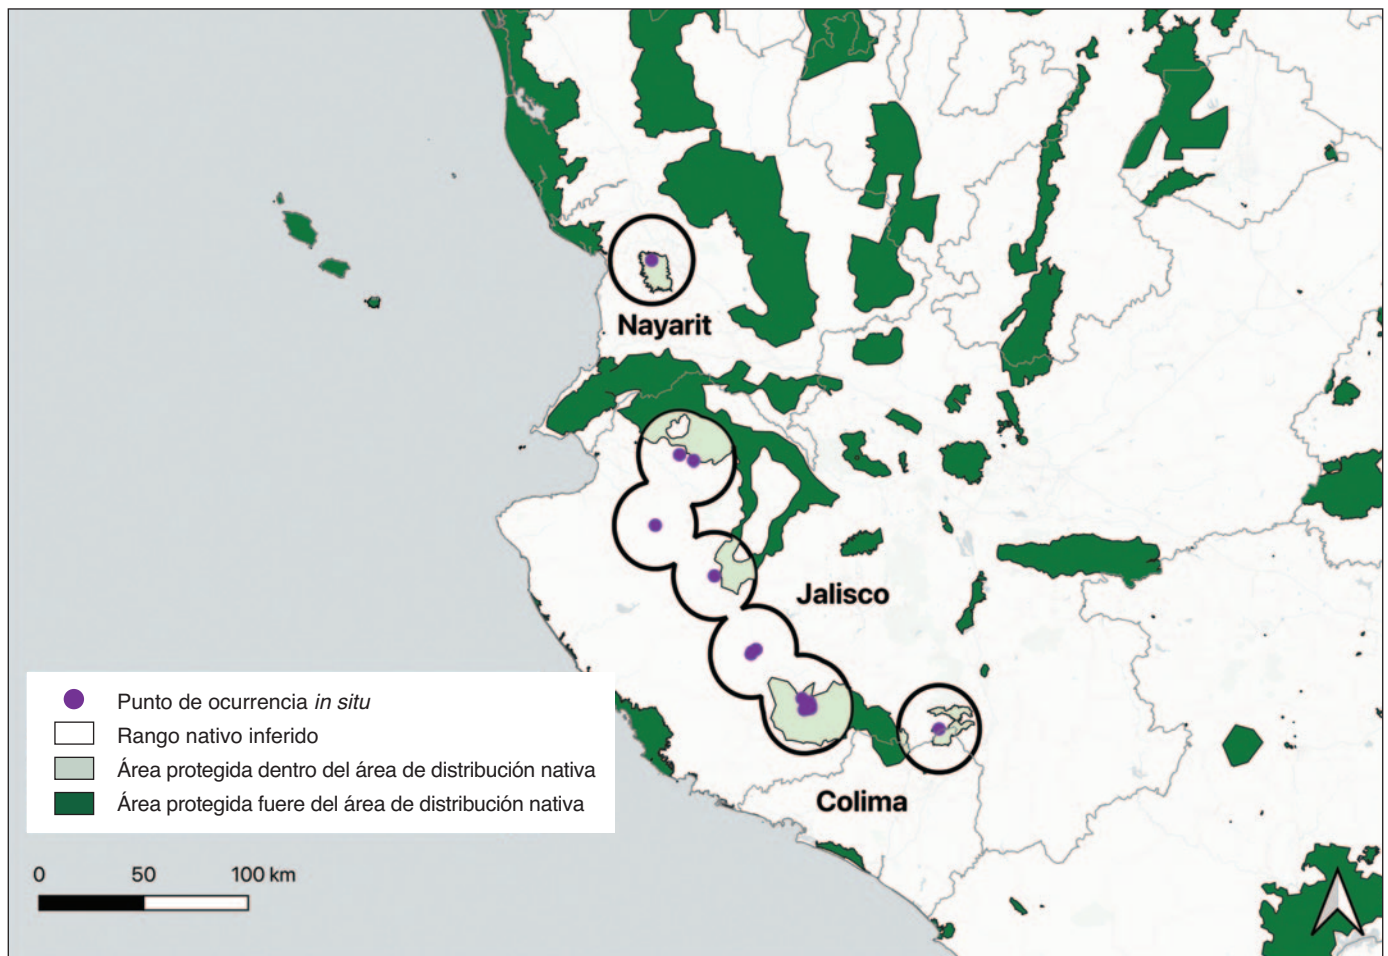 Nayarit
Jalisco
Colima
Punto de ocurrencia in situ
Rango nativo inferido
Área protegida dentro del área de distribución nativa
Área protegida fuere del área de distribución nativa
0 50 100 km